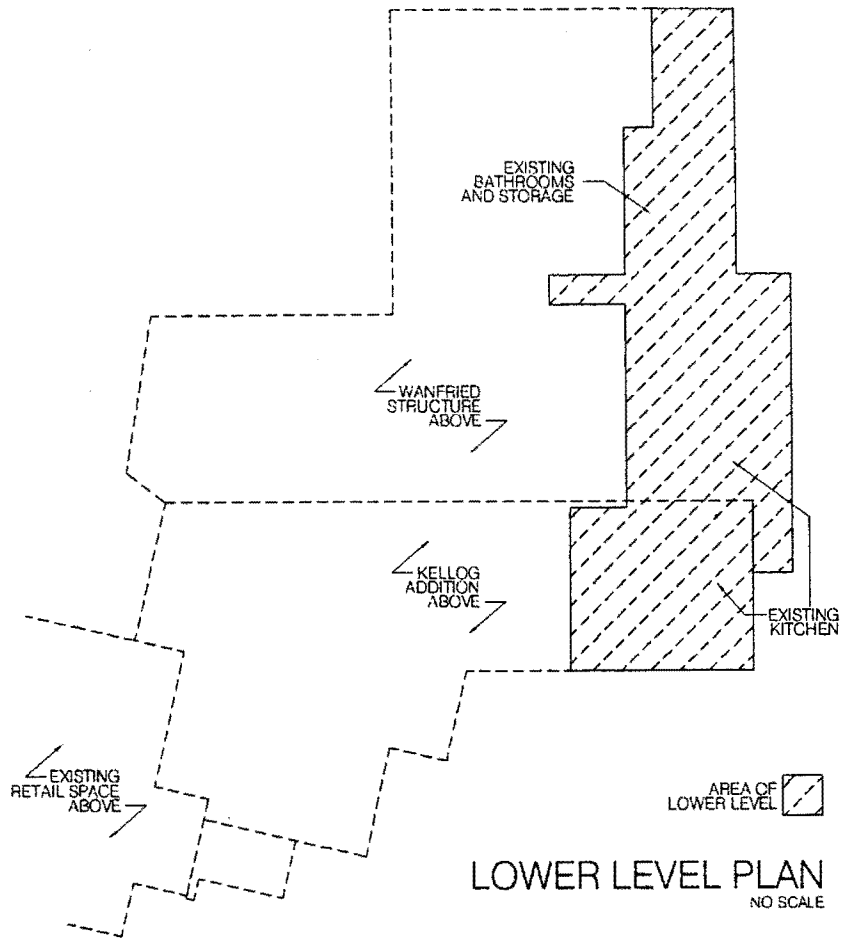 EXISTING
BATHROOMS
AND STORAGE
WANFRIED
STRUCTURE
ABOVE
KELLOG
ADDITION
ABOVE
EXISTING
KITCHEN
EXISTING
RETAIL SPACE
ABOVE
AREA OF
LOWER LEVEL
LOWER LEVEL PLAN
NO SCALE